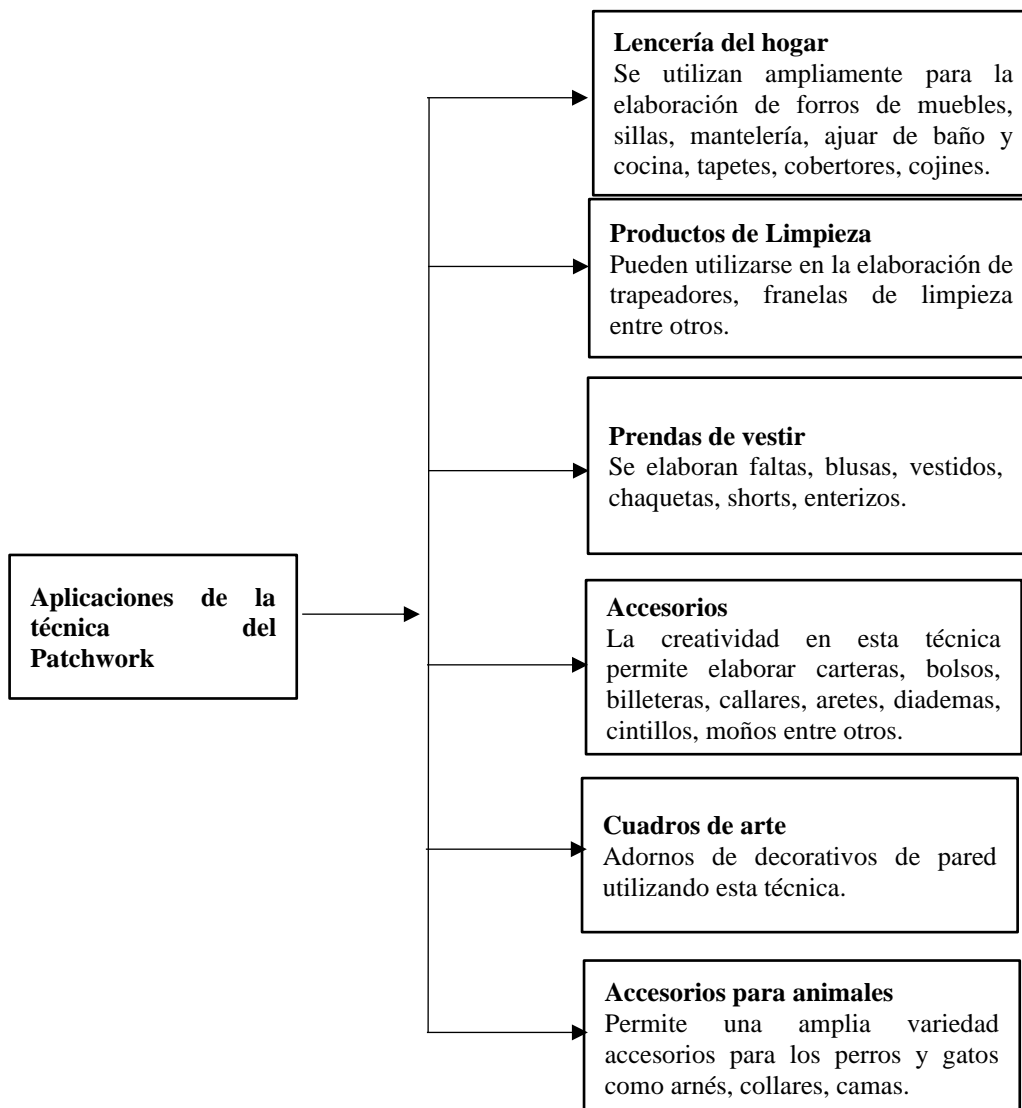 Lencería del hogar
Se utilizan ampliamente para la
elaboración de forros de muebles,
sillas, mantelería, ajuar de baño y
cocina, tapetes, cobertores, cojines.
Productos de Limpieza
Pueden utilizarse en la elaboración de
trapeadores, franelas de limpieza
entre otros.
Prendas de vestir
Se elaboran faltas, blusas, vestidos,
chaquetas, shorts, enterizos.
Aplicaciones de la
técnica del
Patchwork
Accesorios
La creatividad en esta técnica
permite elaborar carteras, bolsos,
billeteras, callares, aretes, diademas,
cintillos, moños entre otros.
Cuadros de arte
Adornos de decorativos de pared
utilizando esta técnica.
Accesorios para animales
Permite una amplia variedad
accesorios para los perros y gatos
como arnés, collares, camas.